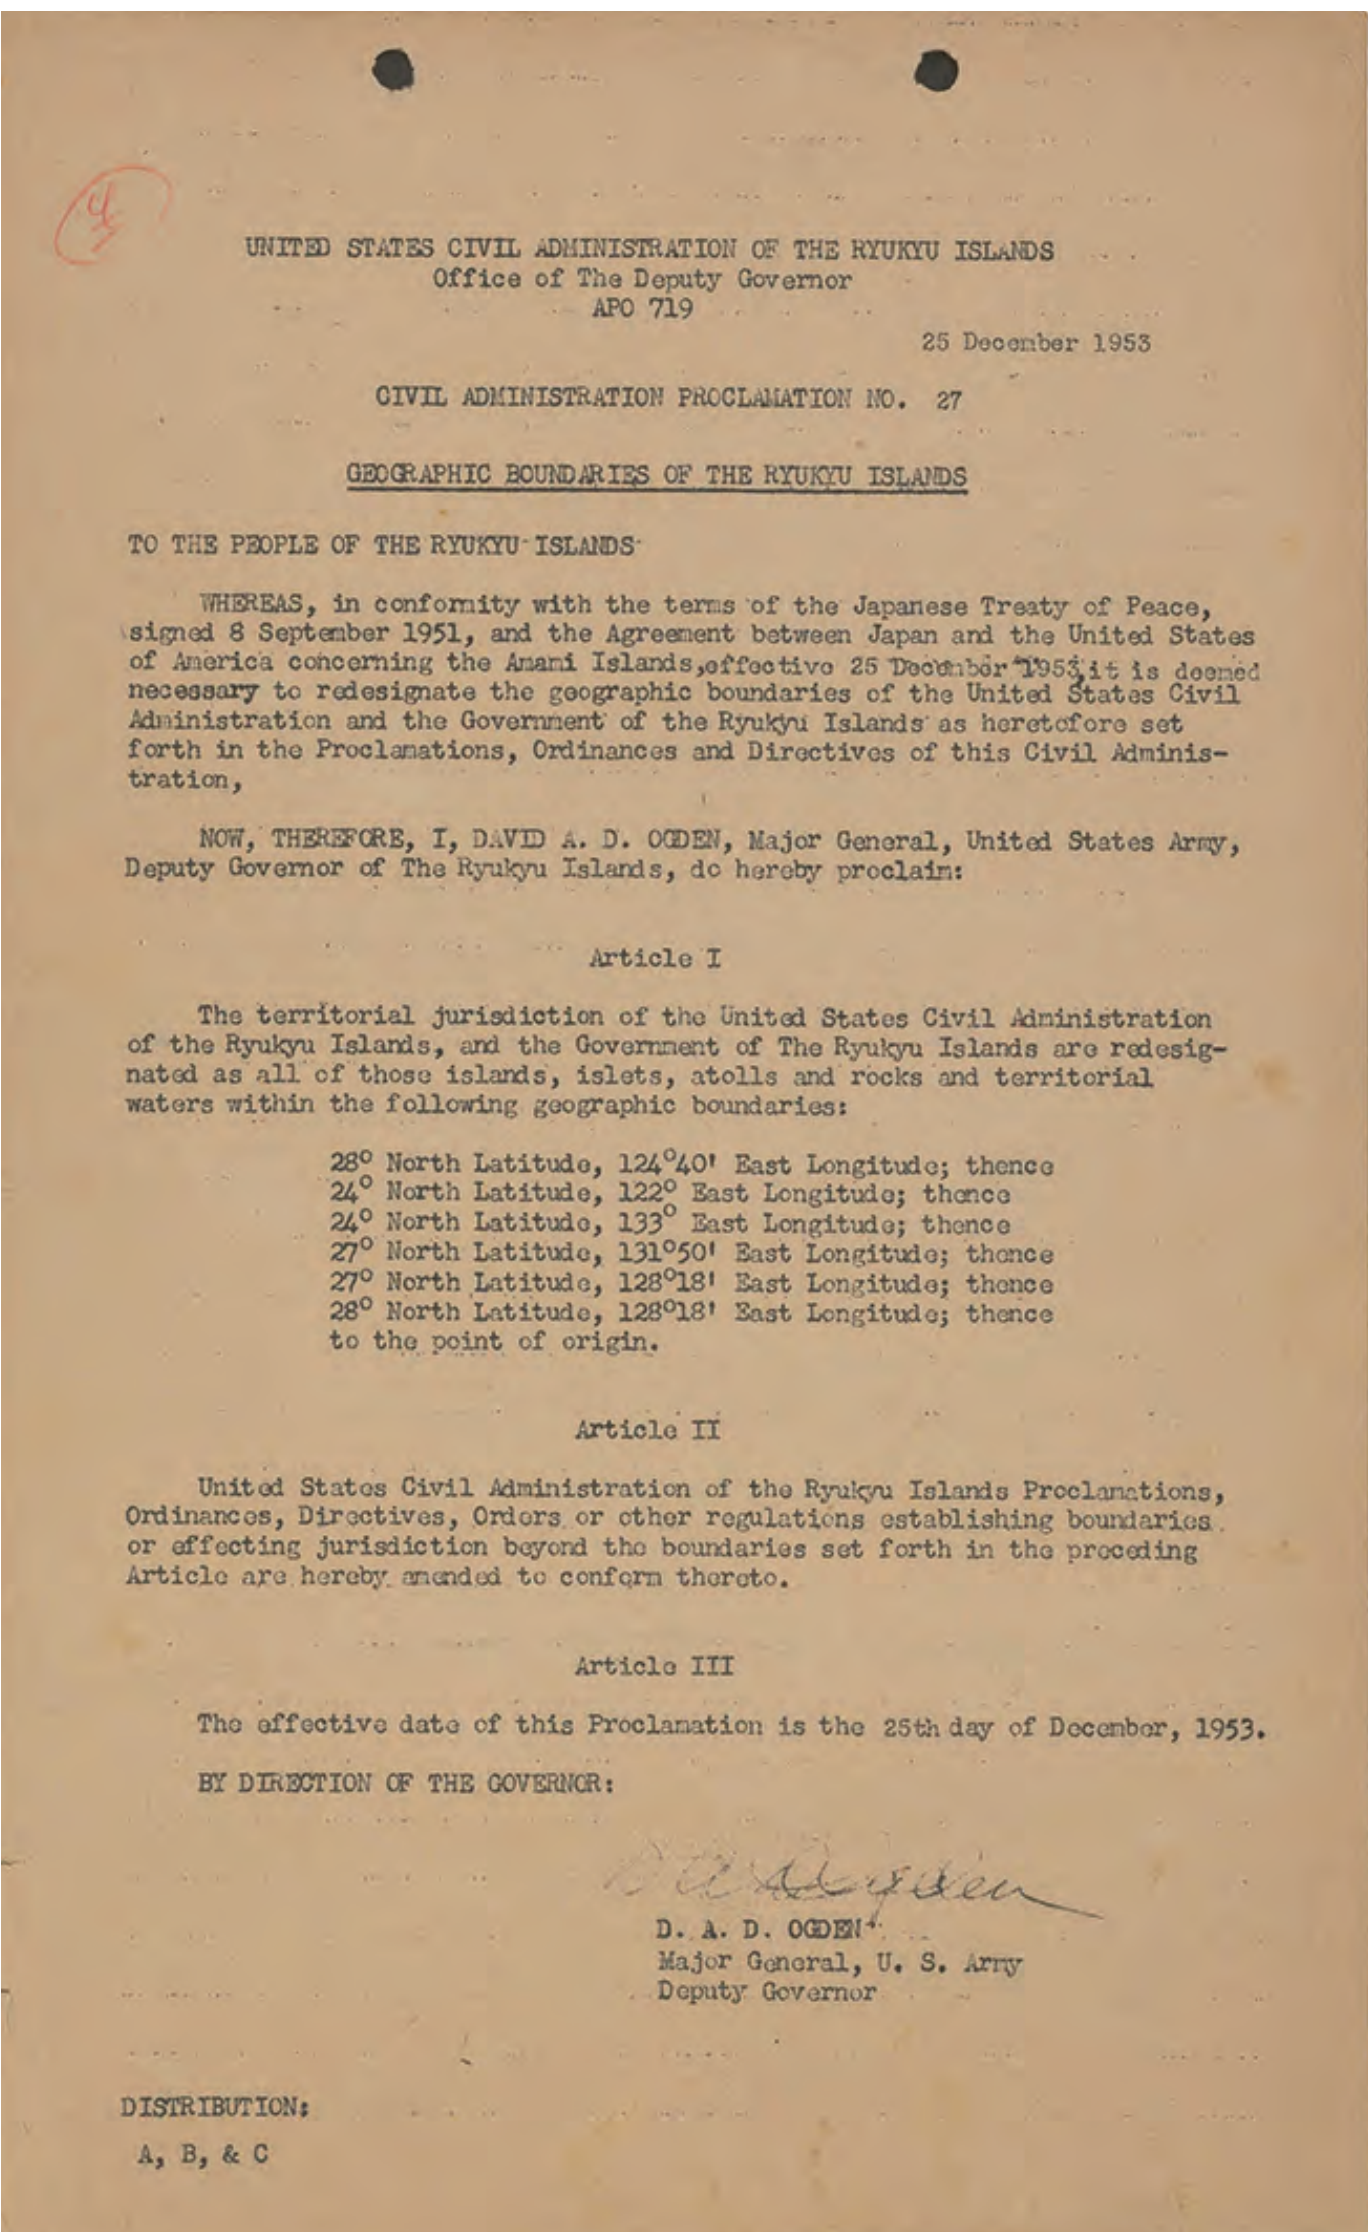 UNITED STATES CIVIL ADMINISTRATION OF THE RYUKYU ISLANDS
Office of The Deputy Governor
APO 719
25 December 1953
CIVIL ADMINISTRATION PROCLAMATION NO. 27
GEOGRAPHIC BOUNDARIES OF THE RYUKYU ISLANDS
TO THE PEOPLE OF THE RYUKYU ISLANDS
WHEREAS, in conformity with the terms of the Japanese Treaty of Peace,
signed 8 September 1951, and the Agreement between Japan and the United States
of America concerning the Amami Islands,effective 25 December 1953,it is deemed
necessary to redesignate the geographic boundaries of the United States Civil
Administration and the Government of the Ryukyu Islands as heretofore set
forth in the Proclamations, Ordinances and Directives of this Civil Adminis-
tration,
NOW, THEREFORE, I, DAVID A. D. OGDEN, Major General, United States Army,
Deputy Governor of The Ryukyu Islands, do hereby proclaim:
Article I
The territorial jurisdiction of the United States Civil Administration
of the Ryukyu Islands, and the Government of The Ryukyu Islands are redesig-
nated as all of those islands, islets, atolls and rocks and territorial
waters within the following geographic boundaries:
28° North Latitude, 124°40' East Longitude; thence
24° North Latitude, 122° East Longitude; thence
24° North Latitude, 133° East Longitude; thence
27° North Latitude, 131°50' East Longitude; thence
27° North Latitude, 128°18' East Longitude; thence
28° North Latitude, 128°18' East Longitude; thence
to the point of origin.
Article II
United States Civil Administration of the Ryukyu Islands Proclamations,
Ordinances, Directives, Orders or other regulations establishing boundaries
or effecting jurisdiction beyond the boundaries set forth in the preceding
Article are hereby amended to conform thereto.
Article III
The effective date of this Proclamation is the 25th day of December, 1953.
BY DIRECTION OF THE GOVERNOR:
D A D Ogden
D. A. D. OGDEN
Major General, U. S. Army
Deputy Governor
DISTRIBUTION:
A, B, & C